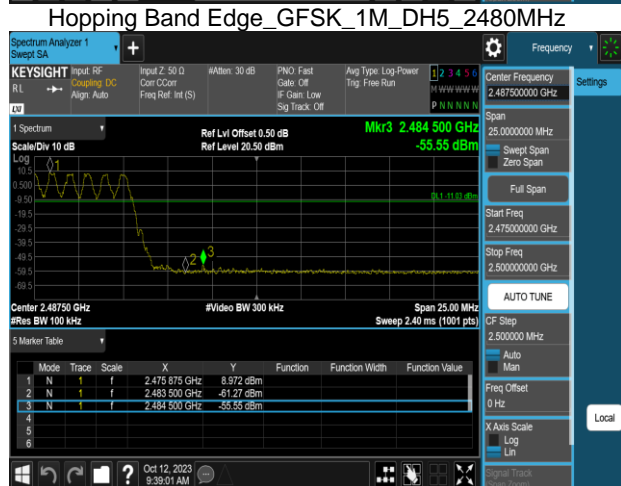 Hopping Band Edge_GFSK_1M_DH5_2480MHz
Spectrum Analyzer 1
Swept SA
+
Frequency
KEYSIGHT
RL
LXI
Input: RF
Coupling: DC
Align: Auto
Input Z: 50 Ω
Corr CCorr
Freq Ref: Int (S)
#Atten: 30 dB
PNO: Fast
Gate: Off
IF Gain: Low
Sig Track: Off
Avg Type: Log-Power
Trig: Free Run
1 2 3 4 5 6
M W W W W W
P N N N N N
Center Frequency
2.487500000 GHz
Settings
Span
25.0000000 MHz
Swept Span
Zero Span
Full Span
Start Freq
2.475000000 GHz
Stop Freq
2.500000000 GHz
AUTO TUNE
CF Step
2.500000 MHz
Auto
Man
Freq Offset
0 Hz
X Axis Scale
Log
Lin
Signal Track
Local
1 Spectrum
Scale/Div 10 dB
Ref Lvl Offset 0.50 dB
Ref Level 20.50 dBm
Mkr3 2.484 500 GHz
-55.55 dBm
Log
10.5
0.500
-9.50
-19.5
-29.5
-39.5
-49.5
-59.5
1
2
3
DL1 -11.03 dBm
Center 2.48750 GHz
#Video BW 300 kHz
Span 25.00 MHz
#Res BW 100 kHz
Sweep 2.40 ms (1001 pts)
5 Marker Table
Mode Trace Scale X Y Function Function Width Function Value
1 N 1 f 2.475 875 GHz 8.972 dBm
2 N 1 f 2.483 500 GHz -61.27 dBm
3 N 1 f 2.484 500 GHz -55.55 dBm
4
5
6
?
Oct 12, 2023
9:39:01 AM